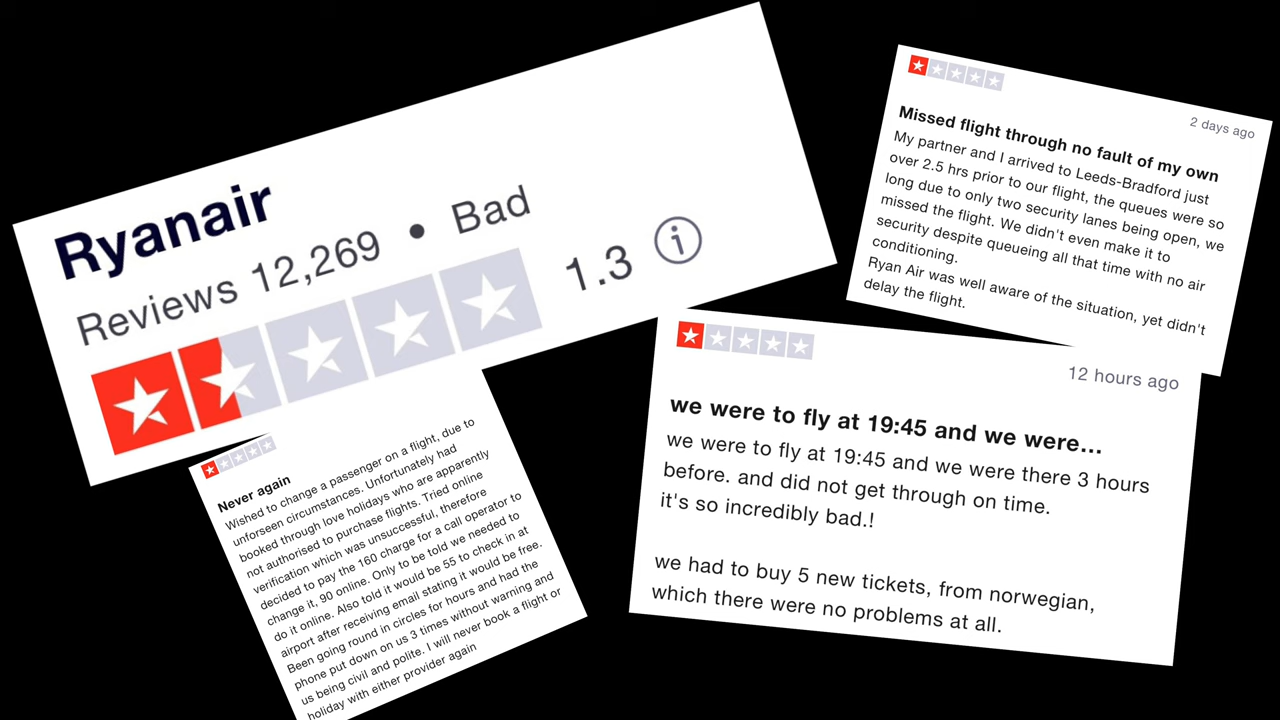 Ryanair
Reviews 12,269 • Bad
1.3
2 days ago
Missed flight through no fault of my own
My partner and I arrived to Leeds-Bradford just
over 2.5 hrs prior to our flight, the queues were so
long due to only two security lanes being open, we
missed the flight. We didn't even make it to
security despite queueing all that time with no air
conditioning.
Ryan Air was well aware of the situation, yet didn't
delay the flight.
Never again
Wished to change a passenger on a flight, due to
unforseen circumstances. Unfortunately had
booked through love holidays who are apparently
not authorised to purchase flights. Tried online
verification which was unsuccessful, therefore
decided to pay the 160 charge for a call operator to
change it, 90 online. Only to be told we needed to
do it online. Also told it would be 55 to check in at
airport after receiving email stating it would be free.
Been going round in circles for hours and had the
phone put down on us 3 times without warning and
us being civil and polite. I will never book a flight or
holiday with either provider again
12 hours ago
we were to fly at 19:45 and we were...
we were to fly at 19:45 and we were there 3 hours
before. and did not get through on time.
it's so incredibly bad.!
we had to buy 5 new tickets, from norwegian,
which there were no problems at all.